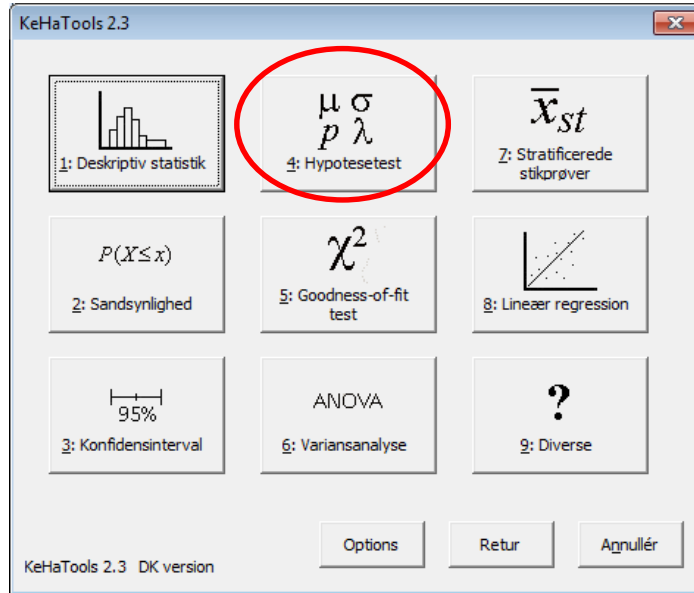 KeHaTools 2.3
1: Deskriptiv statistik
μ σ
p λ
4: Hypotesetest
x̅st
7: Stratificerede
stikprøver
P(X≤x)
2: Sandsynlighed
χ²
5: Goodness-of-fit
test
8: Lineær regression
95%
3: Konfidensinterval
ANOVA
6: Variansanalyse
?
9: Diverse
Options
Retur
Annullér
KeHaTools 2.3 DK version